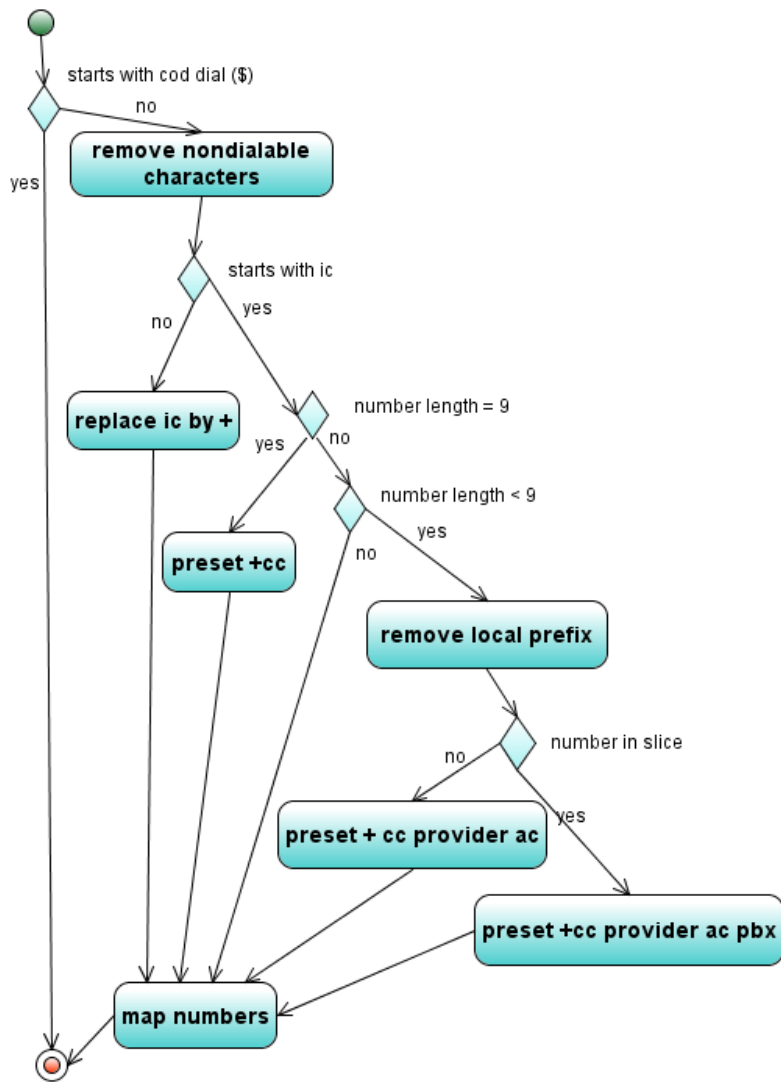 starts with cod dial ($)
no
remove nondialable
characters
yes
starts with ic
no
yes
replace ic by +
number length = 9
yes
no
number length < 9
preset +cc
yes
no
remove local prefix
number in slice
no
preset + cc provider ac
yes
preset +cc provider ac pbx
map numbers